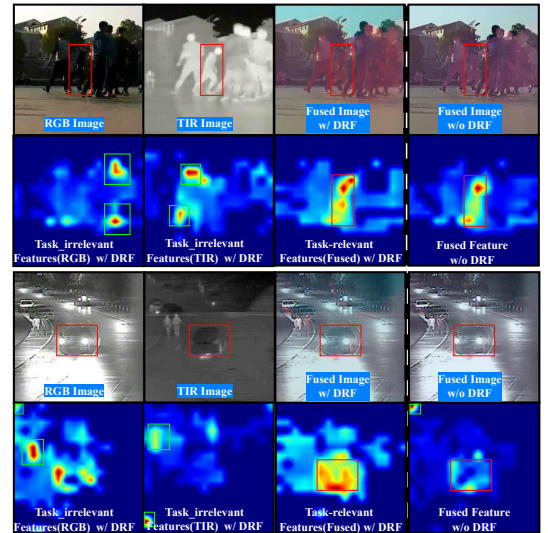 RGB Image
TIR Image
Fused Image
w/ DRF
Fused Image
w/o DRF
Task_irrelevant
Features(RGB) w/ DRF
Task_irrelevant
Features(TIR) w/ DRF
Task-relevant
Features(Fused) w/ DRF
Fused Feature
w/o DRF
RGB Image
TIR Image
Fused Image
w/ DRF
Fused Image
w/o DRF
Task_irrelevant
Features(RGB) w/ DRF
Task_irrelevant
Features(TIR) w/ DRF
Task-relevant
Features(Fused) w/ DRF
Fused Feature
w/o DRF